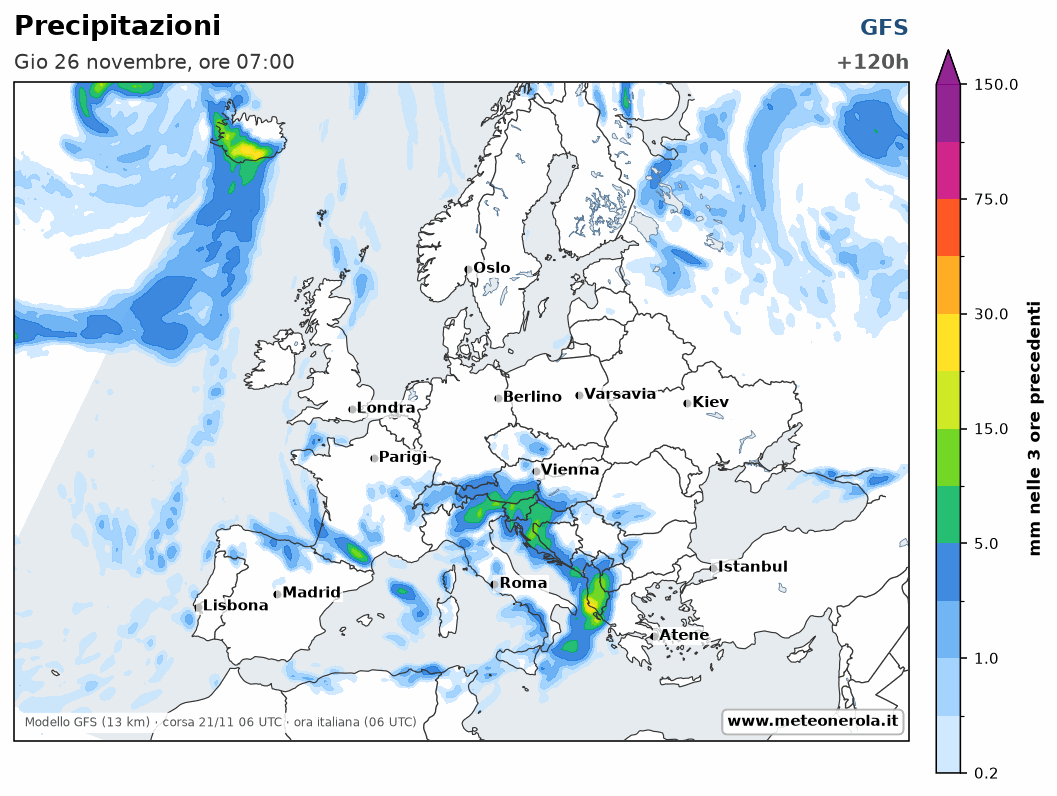 Precipitazioni
GFS
Gio 26 novembre, ore 07:00
+120h
150.0
75.0
30.0
15.0
5.0
1.0
0.2
mm nelle 3 ore precedenti
Oslo
Berlino
Varsavia
Kiev
Londra
Parigi
Vienna
Istanbul
Roma
Madrid
Lisbona
Atene
Modello GFS (13 km) · corsa 21/11 06 UTC · ora italiana (06 UTC)
www.meteonerola.it